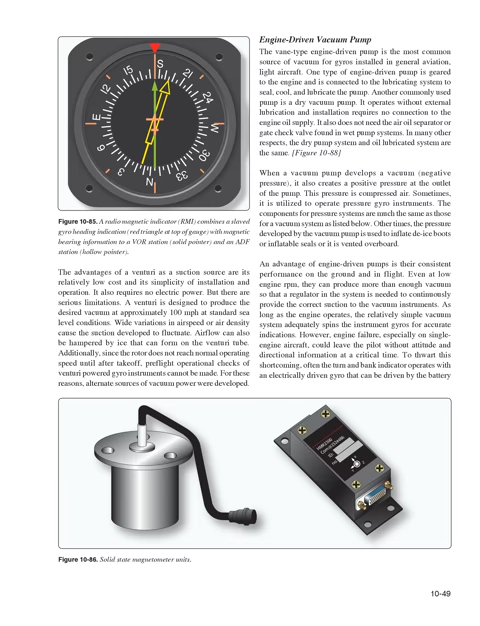 S
21
24
W
30
33
N
3
6
E
12
15
Figure 10-85. A radio magnetic indicator (RMI) combines a slaved
gyro heading indication (red triangle at top of gauge) with magnetic
bearing information to a VOR station (solid pointer) and an ADF
station (hollow pointer).
The advantages of a venturi as a suction source are its
relatively low cost and its simplicity of installation and
operation. It also requires no electric power. But there are
serious limitations. A venturi is designed to produce the
desired vacuum at approximately 100 mph at standard sea
level conditions. Wide variations in airspeed or air density
cause the suction developed to fluctuate. Airflow can also
be hampered by ice that can form on the venturi tube.
Additionally, since the rotor does not reach normal operating
speed until after takeoff, preflight operational checks of
venturi powered gyro instruments cannot be made. For these
reasons, alternate sources of vacuum power were developed.
Engine-Driven Vacuum Pump
The vane-type engine-driven pump is the most common
source of vacuum for gyros installed in general aviation,
light aircraft. One type of engine-driven pump is geared
to the engine and is connected to the lubricating system to
seal, cool, and lubricate the pump. Another commonly used
pump is a dry vacuum pump. It operates without external
lubrication and installation requires no connection to the
engine oil supply. It also does not need the air oil separator or
gate check valve found in wet pump systems. In many other
respects, the dry pump system and oil lubricated system are
the same. [Figure 10-88]
When a vacuum pump develops a vacuum (negative
pressure), it also creates a positive pressure at the outlet
of the pump. This pressure is compressed air. Sometimes,
it is utilized to operate pressure gyro instruments. The
components for pressure systems are much the same as those
for a vacuum system as listed below. Other times, the pressure
developed by the vacuum pump is used to inflate de-ice boots
or inflatable seals or it is vented overboard.
An advantage of engine-driven pumps is their consistent
performance on the ground and in flight. Even at low
engine rpm, they can produce more than enough vacuum
so that a regulator in the system is needed to continuously
provide the correct suction to the vacuum instruments. As
long as the engine operates, the relatively simple vacuum
system adequately spins the instrument gyros for accurate
indications. However, engine failure, especially on single-
engine aircraft, could leave the pilot without attitude and
directional information at a critical time. To thwart this
shortcoming, often the turn and bank indicator operates with
an electrically driven gyro that can be driven by the battery
Figure 10-86. Solid state magnetometer units.
10-49